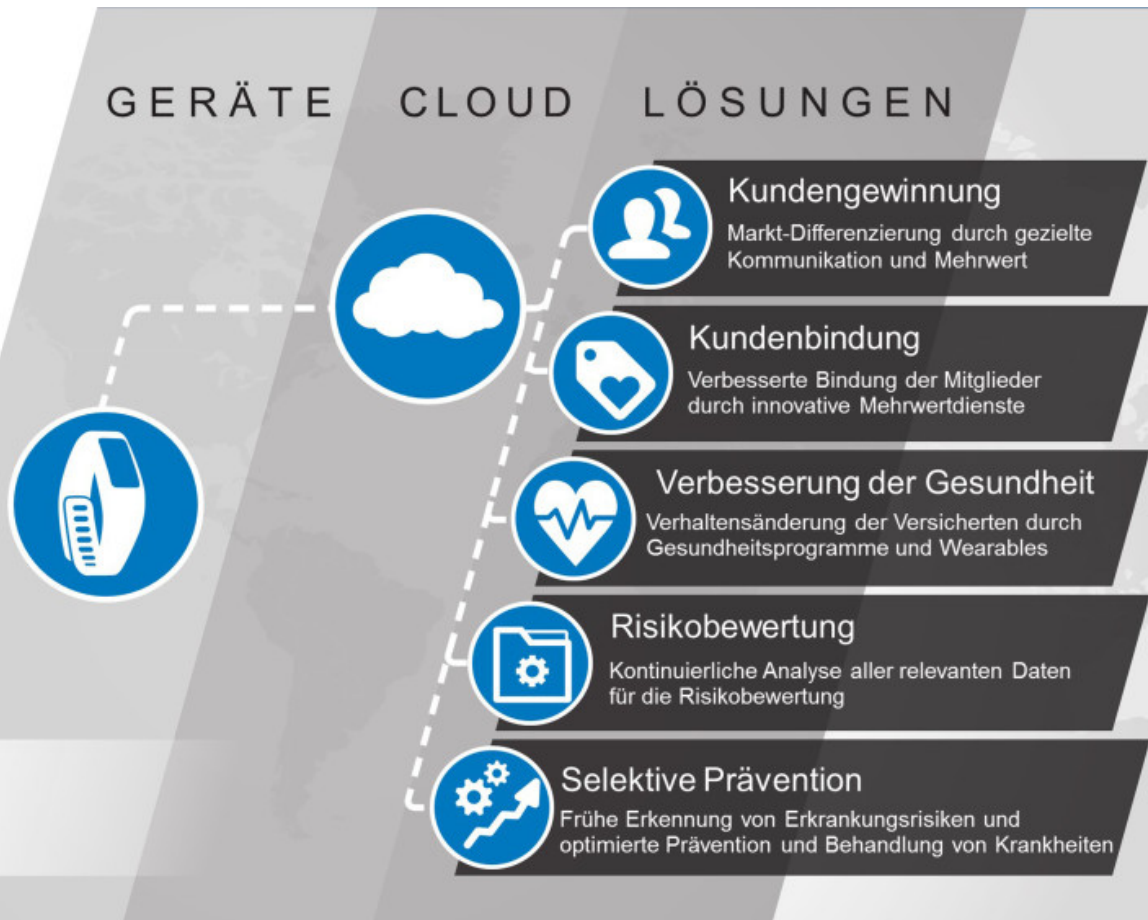 GERÄTE CLOUD LÖSUNGEN
Kundengewinnung
Markt-Differenzierung durch gezielte
Kommunikation und Mehrwert
Kundenbindung
Verbesserte Bindung der Mitglieder
durch innovative Mehrwertdienste
Verbesserung der Gesundheit
Verhaltensänderung der Versicherten durch
Gesundheitsprogramme und Wearables
Risikobewertung
Kontinuierliche Analyse aller relevanten Daten
für die Risikobewertung
Selektive Prävention
Frühe Erkennung von Erkrankungsrisiken und
optimierte Prävention und Behandlung von Krankheiten